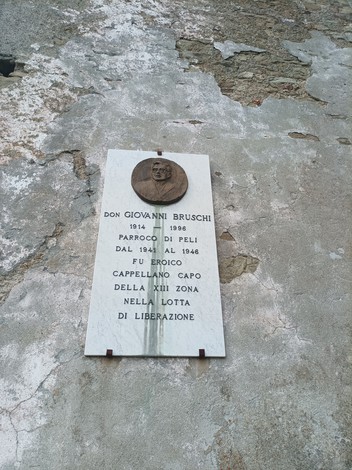 DON GIOVANNI BRUSCHI
1914 — 1996
PARROCO DI PELI
DAL 1941 AL 1946
FU EROICO
CAPPELLANO CAPO
DELLA XIII ZONA
NELLA LOTTA
DI LIBERAZIONE